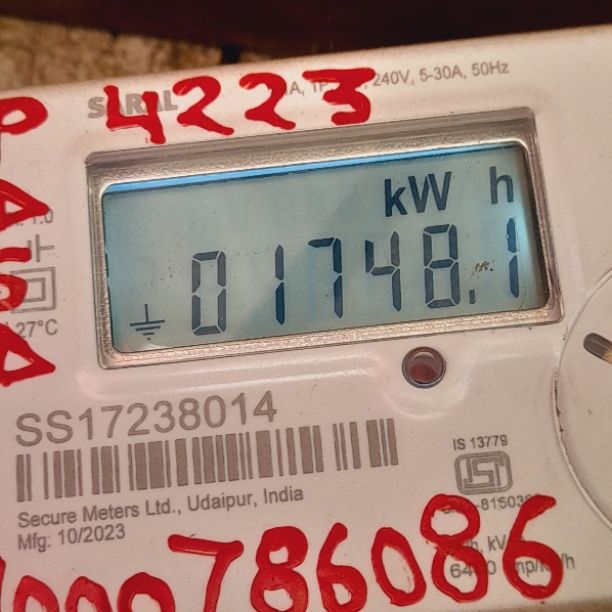 SARAL
4223
240V, 5-30A, 50Hz
kW h
01748.1
27°C
SS17238014
IS 13779
Secure Meters Ltd., Udaipur, India
Mfg: 10/2023
786086